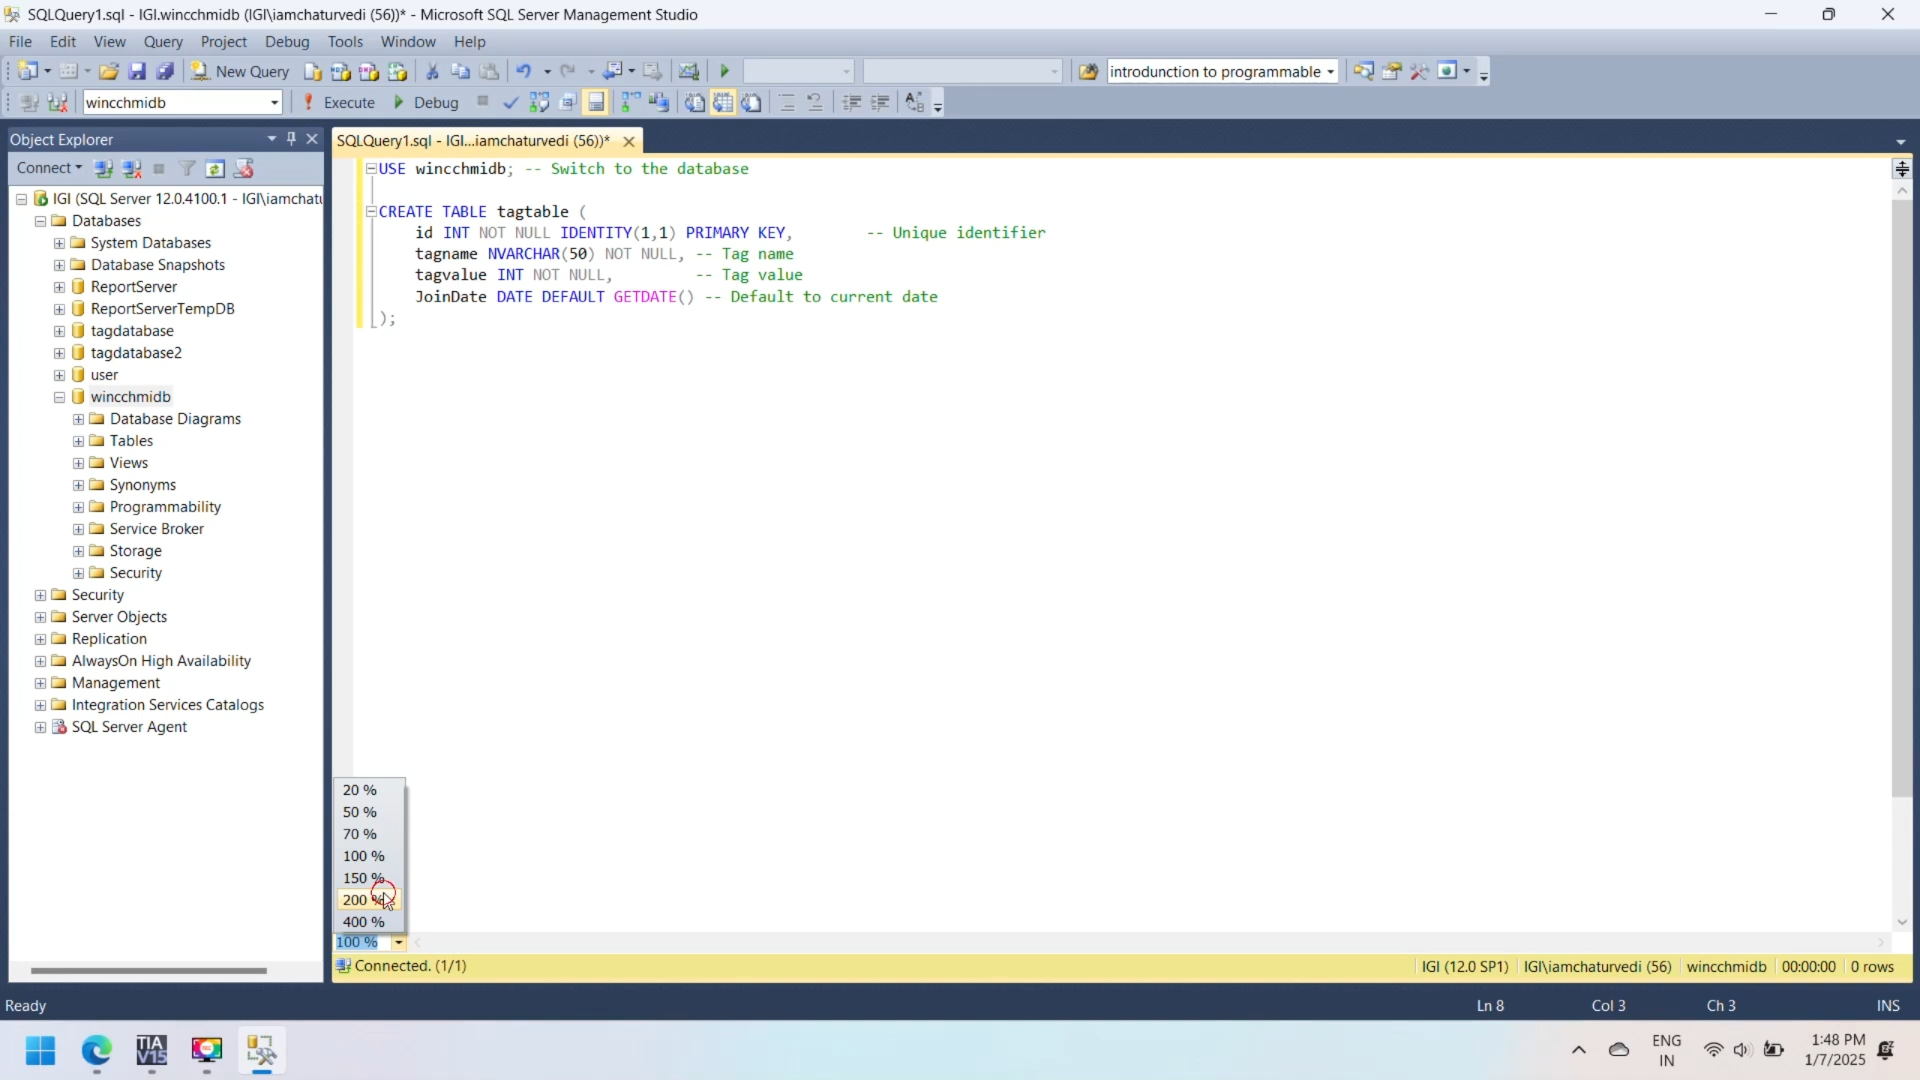 SQLQuery1.sql - IGI.wincchmidb (IGI\iamchaturvedi (56))* - Microsoft SQL Server Management Studio
File Edit View Query Project Debug Tools Window Help
New Query introdunction to programmable
wincchmidb Execute Debug
Object Explorer
SQLQuery1.sql - IGI...iamchaturvedi (56))*
Connect
IGI (SQL Server 12.0.4100.1 - IGI\iamchatu
Databases
System Databases
Database Snapshots
ReportServer
ReportServerTempDB
tagdatabase
tagdatabase2
user
wincchmidb
Database Diagrams
Tables
Views
Synonyms
Programmability
Service Broker
Storage
Security
Security
Server Objects
Replication
AlwaysOn High Availability
Management
Integration Services Catalogs
SQL Server Agent
USE wincchmidb; -- Switch to the database
CREATE TABLE tagtable (
id INT NOT NULL IDENTITY(1,1) PRIMARY KEY, -- Unique identifier
tagname NVARCHAR(50) NOT NULL, -- Tag name
tagvalue INT NOT NULL, -- Tag value
JoinDate DATE DEFAULT GETDATE() -- Default to current date
);
20 %
50 %
70 %
100 %
150 %
200 %
400 %
100 %
Connected. (1/1) IGI (12.0 SP1) IGI\iamchaturvedi (56) wincchmidb 00:00:00 0 rows
Ready Ln 8 Col 3 Ch 3 INS
TIA V15
ENG
IN
1:48 PM
1/7/2025